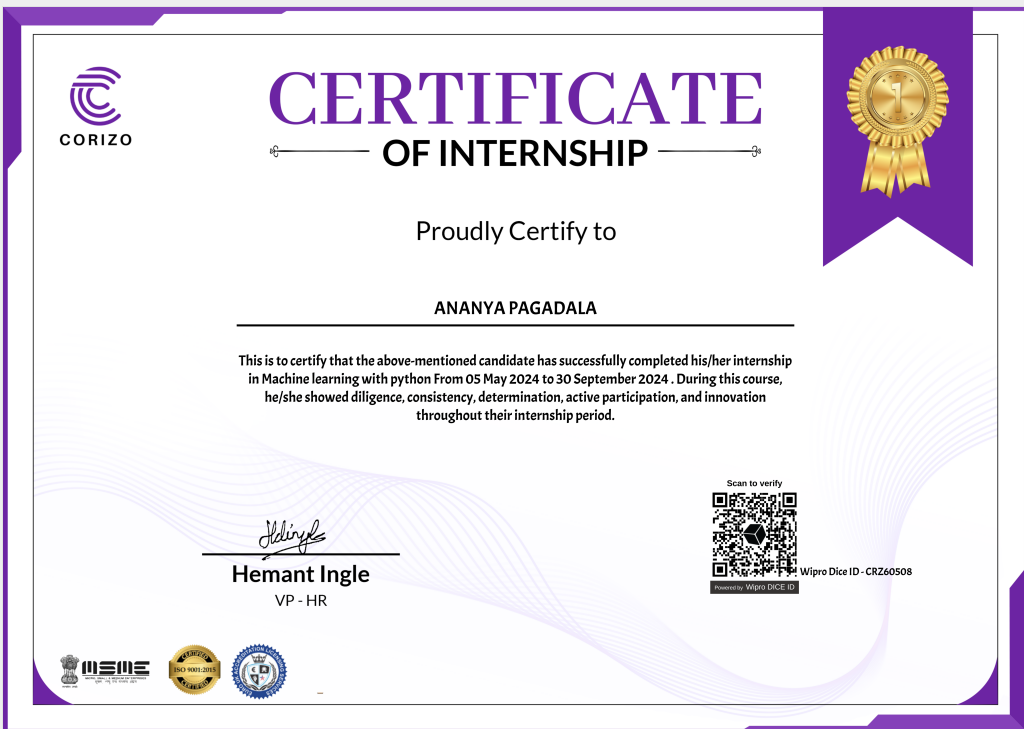 CORIZO
CERTIFICATE
OF INTERNSHIP
1
Proudly Certify to
ANANYA PAGADALA
This is to certify that the above-mentioned candidate has successfully completed his/her internship
in Machine learning with python From 05 May 2024 to 30 September 2024 . During this course,
he/she showed diligence, consistency, determination, active participation, and innovation
throughout their internship period.
Scan to verify
Wipro Dice ID - CRZ60508
Powered by Wipro DICE ID
Hemant Ingle
VP - HR
MSME
CERTIFIED
ISO 9001:2015
CERTIFIED